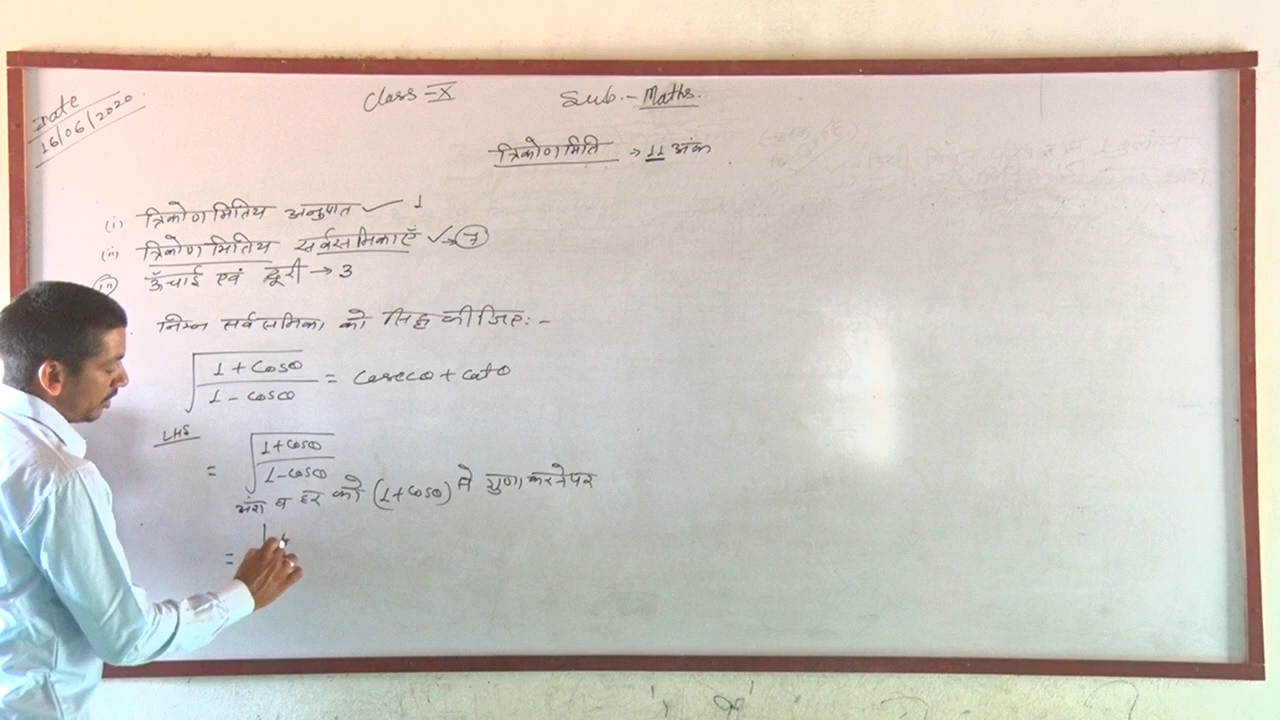 Date
16/06/2020
Class - X Sub. - Maths.
त्रिकोणमिति → 11 अंक
(i) त्रिकोणमितिय अनुपात ✓ 1
(ii) त्रिकोणमितिय सर्वसमिकाएँ ✓ → 7
(iii) ऊँचाई एवं दूरी → 3
निम्न सर्वसमिका को सिद्ध कीजिए: -
√((1 + cosθ)/(1 - cosθ)) = cosecθ + cotθ
LHS
= √((1+cosθ)/(1-cosθ))
अंश व हर को (1+cosθ) से गुणा करने पर
=